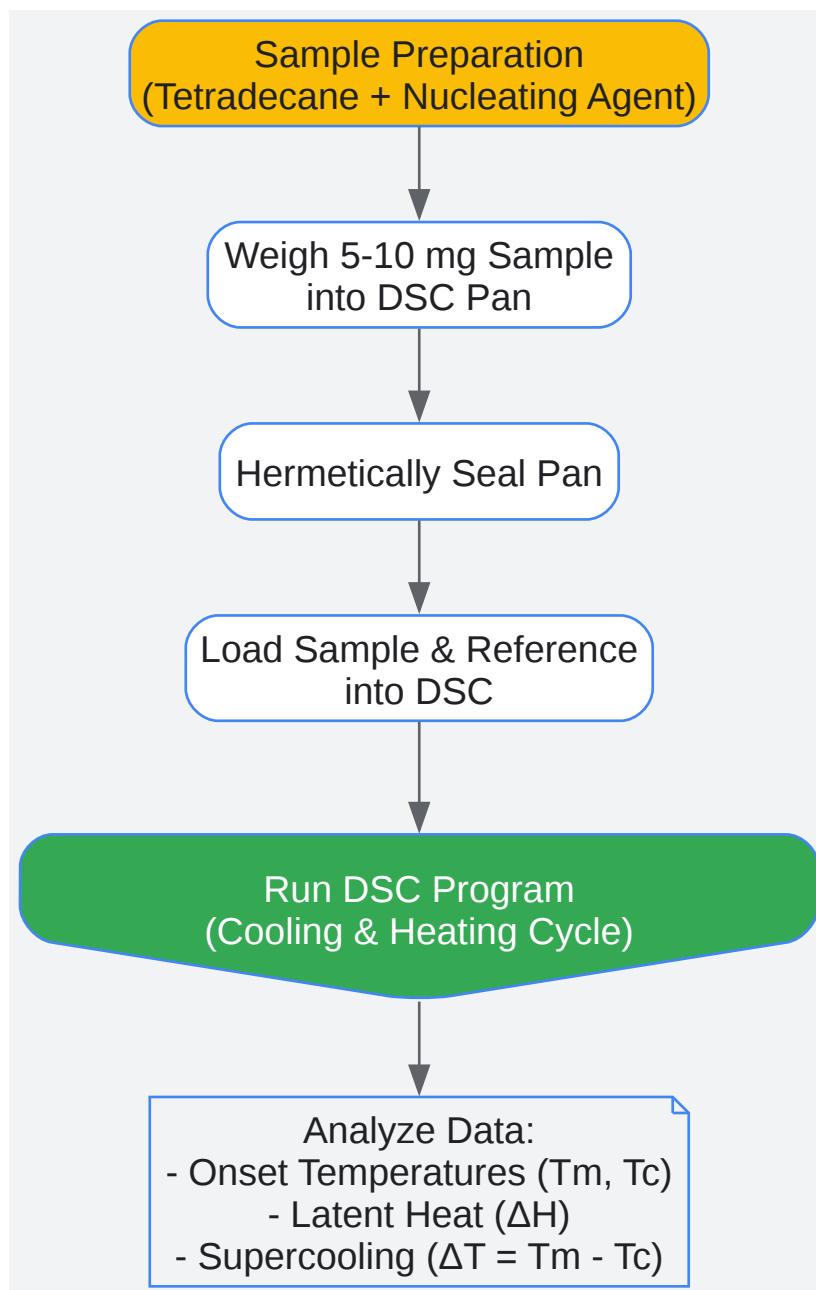 Sample Preparation
(Tetradecane + Nucleating Agent)
Weigh 5-10 mg Sample
into DSC Pan
Hermetically Seal Pan
Load Sample & Reference
into DSC
Run DSC Program
(Cooling & Heating Cycle)
Analyze Data:
- Onset Temperatures (Tm, Tc)
- Latent Heat (ΔH)
- Supercooling (ΔT = Tm - Tc)